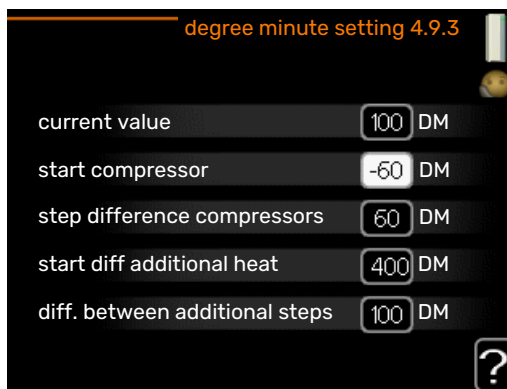 degree minute setting 4.9.3
current value 100 DM
start compressor -60 DM
step difference compressors 60 DM
start diff additional heat 400 DM
diff. between additional steps 100 DM
?